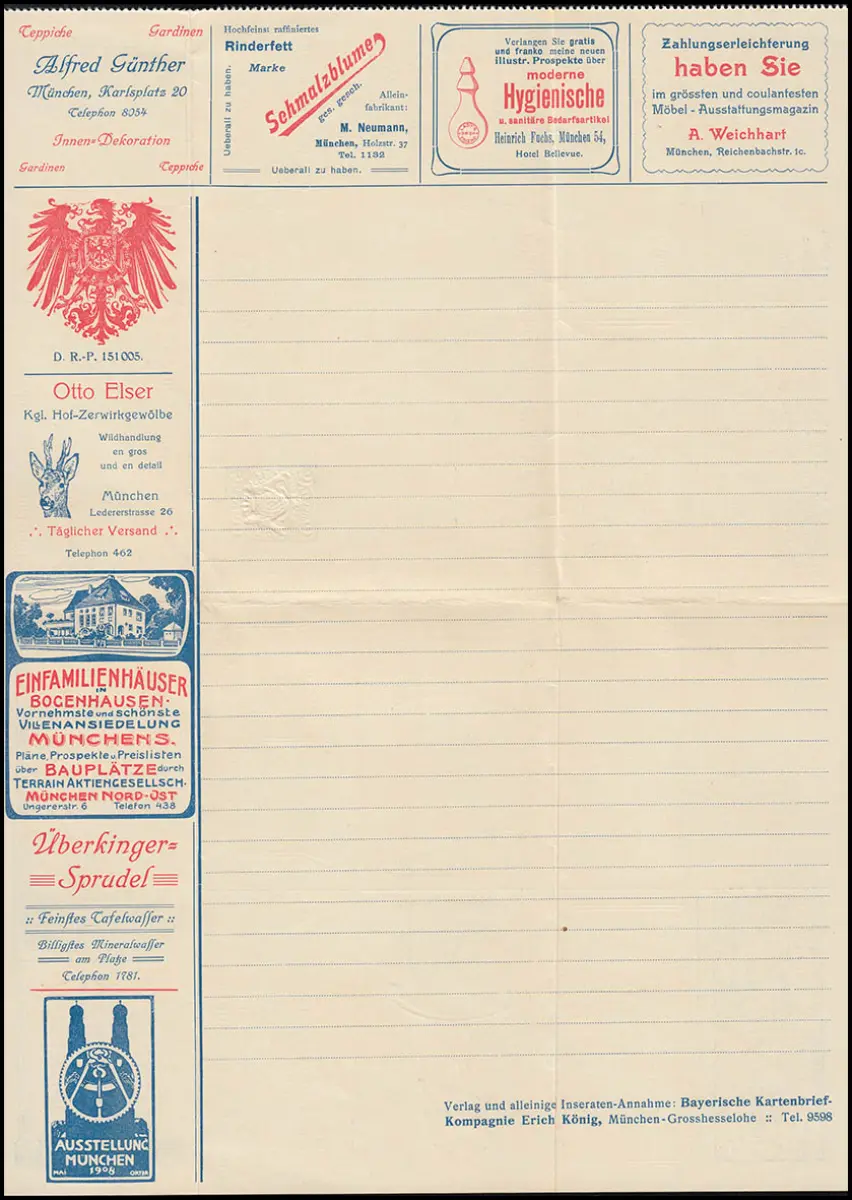 Teppiche Gardinen
Alfred Günther
München, Karlsplatz 20
Telephon 8054
Innen=Dekoration
Gardinen Teppiche
Hochfeinst raffiniertes
Rinderfett
Marke
Ueberall zu haben.
Schmalzblume
ges. gesch.
Allein-
fabrikant:
M. Neumann,
München, Holzstr. 37
Tel. 1132
Ueberall zu haben.
Verlangen Sie gratis
und franko meine neuen
illustr. Prospekte über
moderne
Hygienische
u. sanitäre Bedarfsartikel
Heinrich Fuchs, München 54,
Hotel Bellevue.
Zahlungserleichterung
haben Sie
im grössten und coulantesten
Möbel - Ausstattungsmagazin
A. Weichhart
München, Reichenbachstr. 1c.
D. R.-P. 151005.
Otto Elser
Kgl. Hof-Zerwirkgewölbe
Wildhandlung
en gros
und en detail
München
Ledererstrasse 26
∴ Täglicher Versand ∴
Telephon 462
EINFAMILIENHÄUSER
IN
BOGENHAUSEN·
Vornehmste und schönste
VILLENANSIEDELUNG
MÜNCHENS.
Pläne, Prospekte u. Preislisten
über BAUPLÄTZE durch
TERRAIN AKTIENGESELLSCH·
MÜNCHEN NORD-OST
Ungererstr. 6 Telefon 438
Überkinger=
Sprudel
:: Feinſtes Tafelwaſſer ::
Billigſtes Mineralwaſſer
am Platze
Telephon 1781.
AUSSTELLUNG
MÜNCHEN
MAI 1908 OKTBR
Verlag und alleinige Inseraten-Annahme: Bayerische Kartenbrief-
Kompagnie Erich König, München-Grosshesselohe :: Tel. 9598